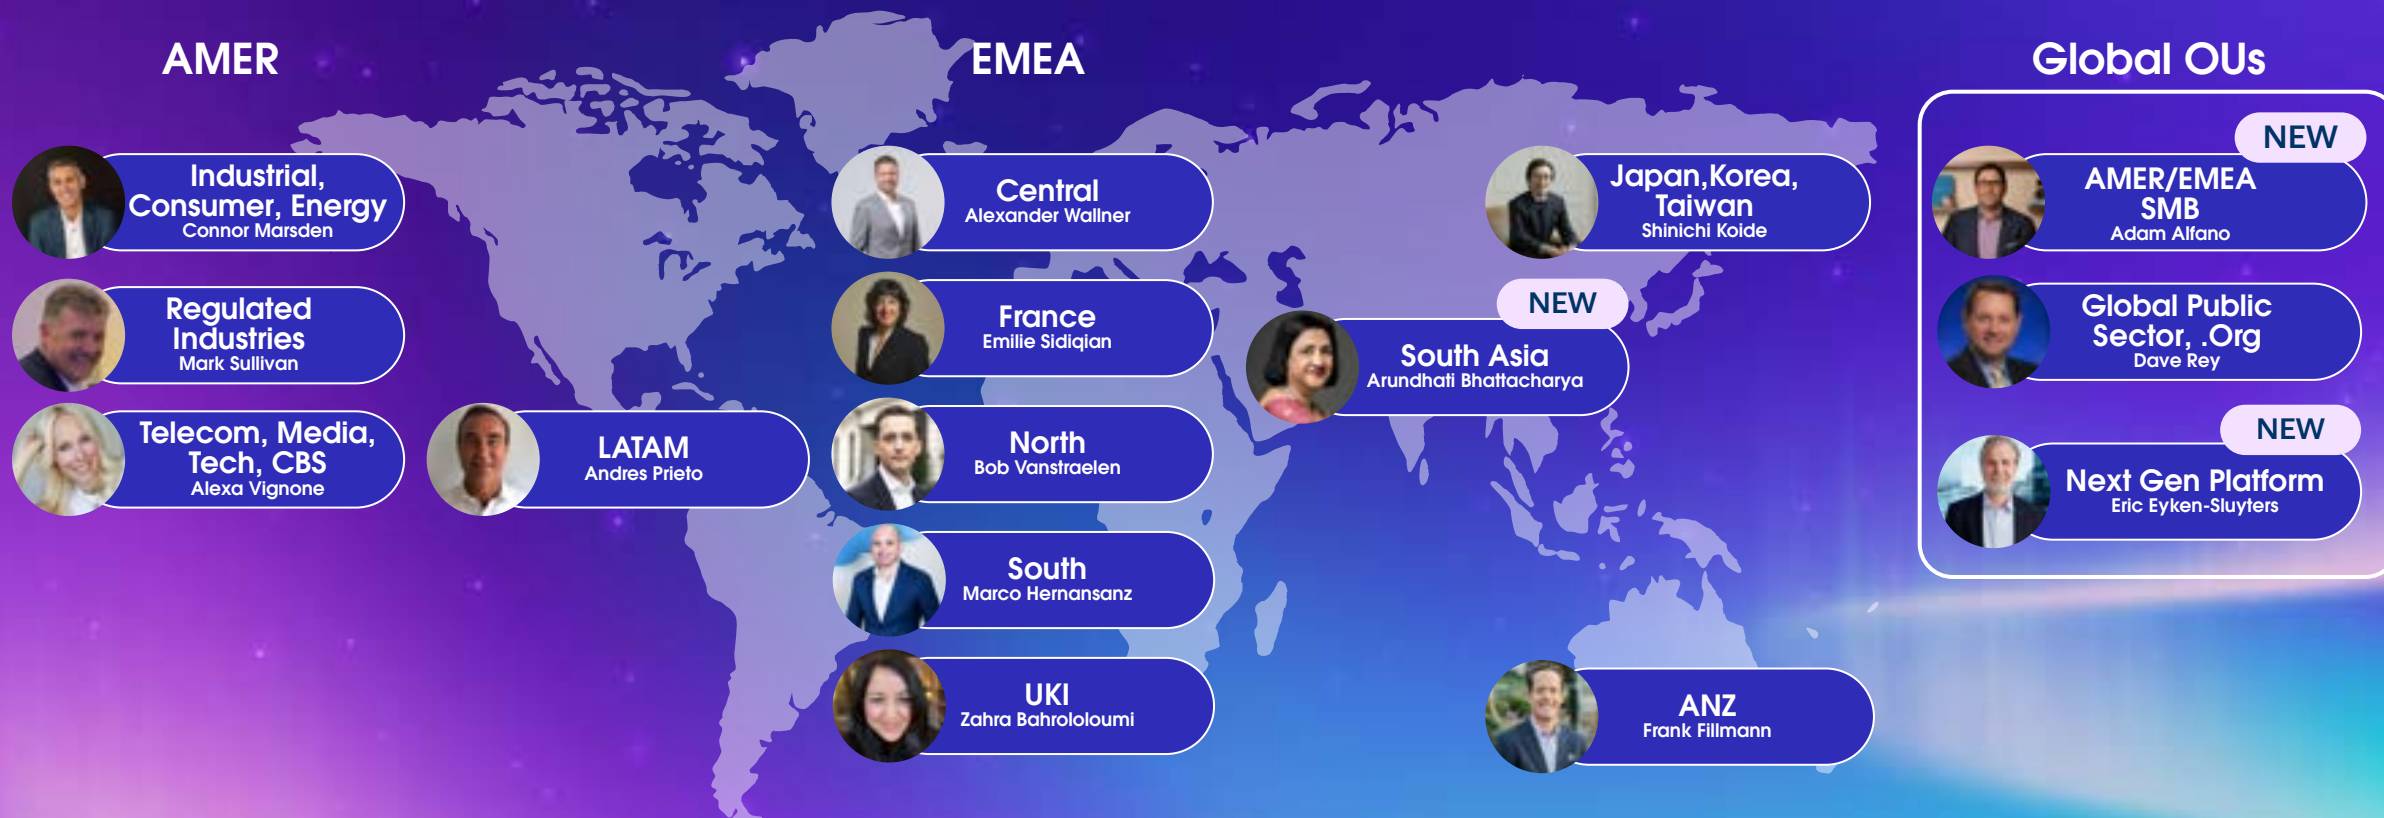 AMER
Industrial,
Consumer, Energy
Connor Marsden
Regulated
Industries
Mark Sullivan
Telecom, Media,
Tech, CBS
Alexa Vignone
LATAM
Andres Prieto
EMEA
Central
Alexander Wallner
France
Emilie Sidiqian
North
Bob Vanstraelen
South
Marco Hernansanz
UKI
Zahra Bahrololoumi
Japan,Korea,
Taiwan
Shinichi Koide
NEW
South Asia
Arundhati Bhattacharya
ANZ
Frank Fillmann
Global OUs
NEW
AMER/EMEA
SMB
Adam Alfano
Global Public
Sector, .Org
Dave Rey
NEW
Next Gen Platform
Eric Eyken-Sluyters